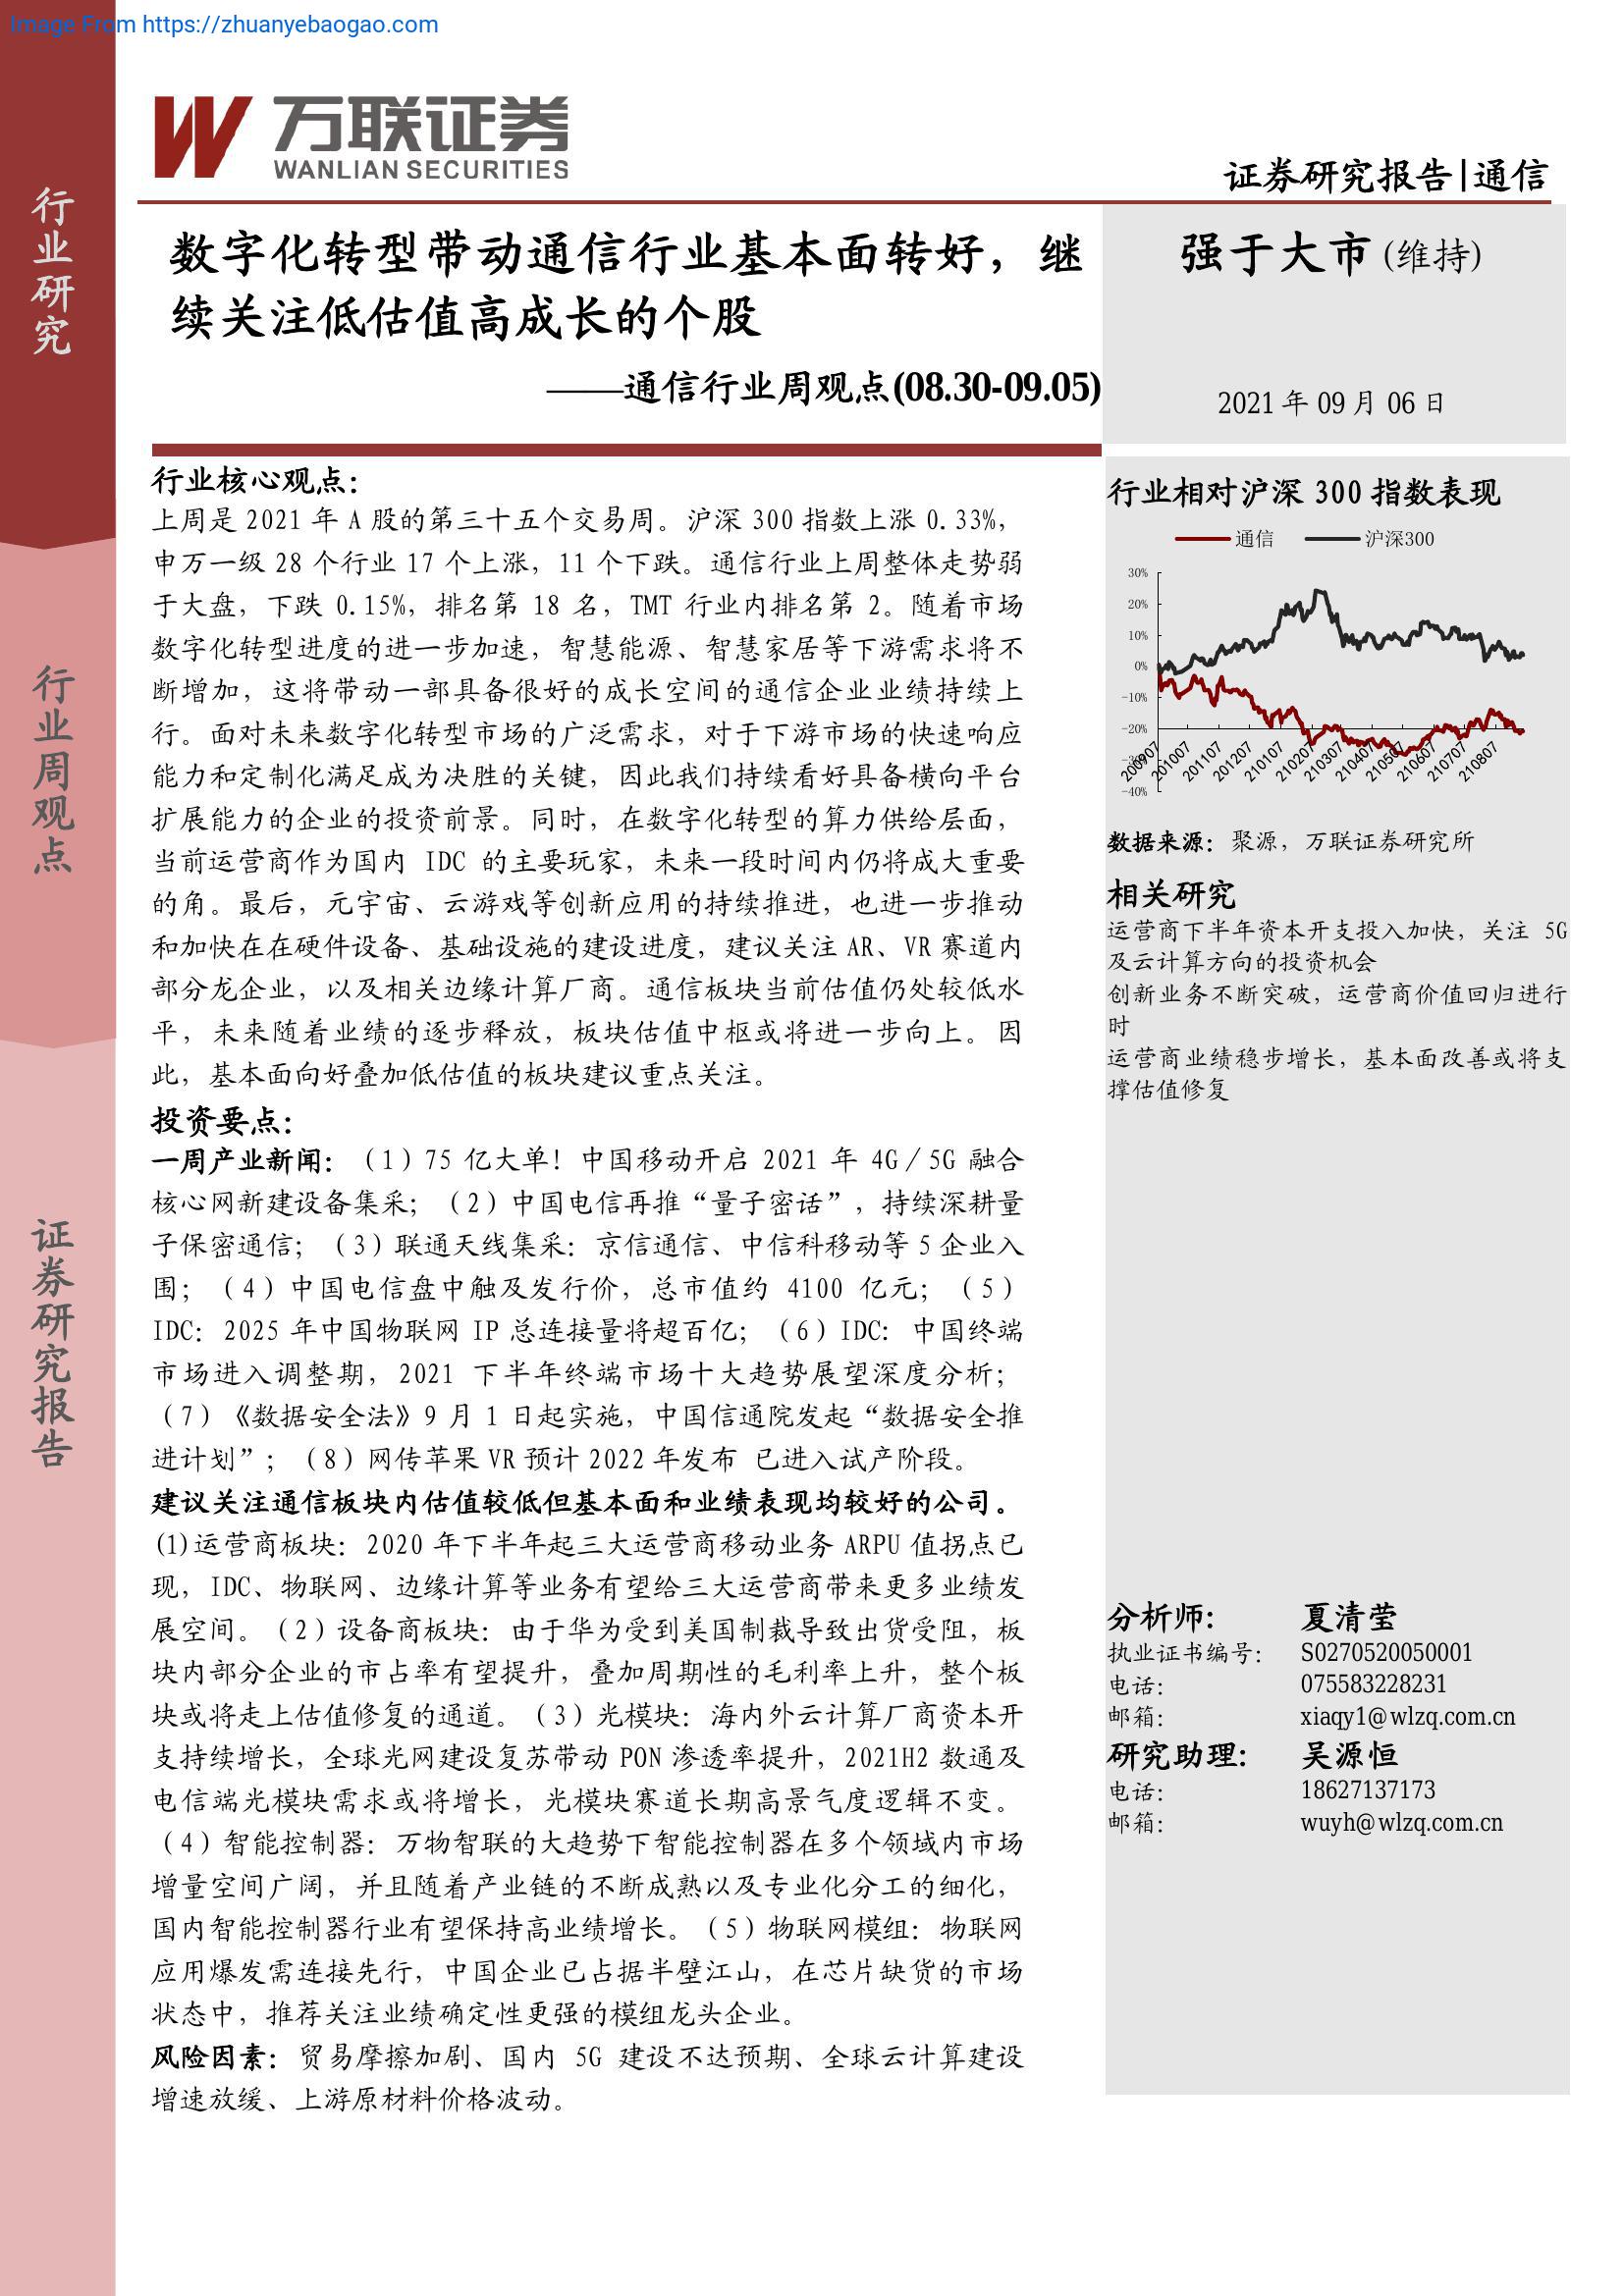 Image From https://zhuanyebaogao.com
万联证券
WANLIAN SECURITIES
证券研究报告|通信
行业研究
行业周观点
证券研究报告
数字化转型带动通信行业基本面转好，继
续关注低估值高成长的个股
——通信行业周观点(08.30-09.05)
强于大市(维持)
2021 年 09 月 06 日
行业核心观点：
上周是 2021 年 A 股的第三十五个交易周。沪深 300 指数上涨 0.33%，
申万一级 28 个行业 17 个上涨，11 个下跌。通信行业上周整体走势弱
于大盘，下跌 0.15%，排名第 18 名，TMT 行业内排名第 2。随着市场
数字化转型进度的进一步加速，智慧能源、智慧家居等下游需求将不
断增加，这将带动一部具备很好的成长空间的通信企业业绩持续上
行。面对未来数字化转型市场的广泛需求，对于下游市场的快速响应
能力和定制化满足成为决胜的关键，因此我们持续看好具备横向平台
扩展能力的企业的投资前景。同时，在数字化转型的算力供给层面，
当前运营商作为国内 IDC 的主要玩家，未来一段时间内仍将成大重要
的角。最后，元宇宙、云游戏等创新应用的持续推进，也进一步推动
和加快在在硬件设备、基础设施的建设进度，建议关注 AR、VR 赛道内
部分龙企业，以及相关边缘计算厂商。通信板块当前估值仍处较低水
平，未来随着业绩的逐步释放，板块估值中枢或将进一步向上。因
此，基本面向好叠加低估值的板块建议重点关注。
投资要点：
一周产业新闻：（1）75 亿大单！中国移动开启 2021 年 4G／5G 融合
核心网新建设备集采；（2）中国电信再推“量子密话”，持续深耕量
子保密通信；（3）联通天线集采：京信通信、中信科移动等 5 企业入
围；（4）中国电信盘中触及发行价，总市值约 4100 亿元；（5）
IDC：2025 年中国物联网 IP 总连接量将超百亿；（6）IDC：中国终端
市场进入调整期，2021 下半年终端市场十大趋势展望深度分析；
（7）《数据安全法》9 月 1 日起实施，中国信通院发起“数据安全推
进计划”；（8）网传苹果 VR 预计 2022 年发布 已进入试产阶段。
建议关注通信板块内估值较低但基本面和业绩表现均较好的公司。
(1)运营商板块：2020 年下半年起三大运营商移动业务 ARPU 值拐点已
现，IDC、物联网、边缘计算等业务有望给三大运营商带来更多业绩发
展空间。（2）设备商板块：由于华为受到美国制裁导致出货受阻，板
块内部分企业的市占率有望提升，叠加周期性的毛利率上升，整个板
块或将走上估值修复的通道。（3）光模块：海内外云计算厂商资本开
支持续增长，全球光网建设复苏带动 PON 渗透率提升，2021H2 数通及
电信端光模块需求或将增长，光模块赛道长期高景气度逻辑不变。
（4）智能控制器：万物智联的大趋势下智能控制器在多个领域内市场
增量空间广阔，并且随着产业链的不断成熟以及专业化分工的细化，
国内智能控制器行业有望保持高业绩增长。（5）物联网模组：物联网
应用爆发需连接先行，中国企业已占据半壁江山，在芯片缺货的市场
状态中，推荐关注业绩确定性更强的模组龙头企业。
风险因素：贸易摩擦加剧、国内 5G 建设不达预期、全球云计算建设
增速放缓、上游原材料价格波动。
行业相对沪深 300 指数表现
通信 沪深300
30%
20%
10%
0%
-10%
-20%
-30%
-40%
200907 201007 201107 201207 210107 210207 210307 210407 210507 210607 210707 210807
数据来源：聚源，万联证券研究所
相关研究
运营商下半年资本开支投入加快，关注 5G
及云计算方向的投资机会
创新业务不断突破，运营商价值回归进行
时
运营商业绩稳步增长，基本面改善或将支
撑估值修复
分析师: 夏清莹
执业证书编号: S0270520050001
电话: 075583228231
邮箱: xiaqy1@wlzq.com.cn
研究助理: 吴源恒
电话: 18627137173
邮箱: wuyh@wlzq.com.cn